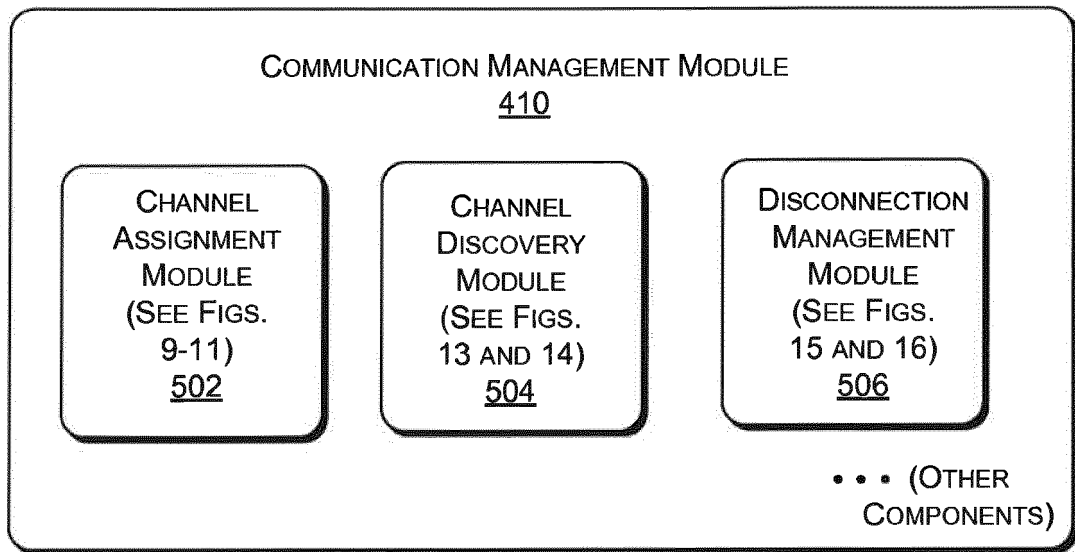 COMMUNICATION MANAGEMENT MODULE
410
CHANNEL
ASSIGNMENT
MODULE
(SEE FIGS.
9-11)
502
CHANNEL
DISCOVERY
MODULE
(SEE FIGS.
13 AND 14)
504
DISCONNECTION
MANAGEMENT
MODULE
(SEE FIGS.
15 AND 16)
506
• • • (OTHER
COMPONENTS)